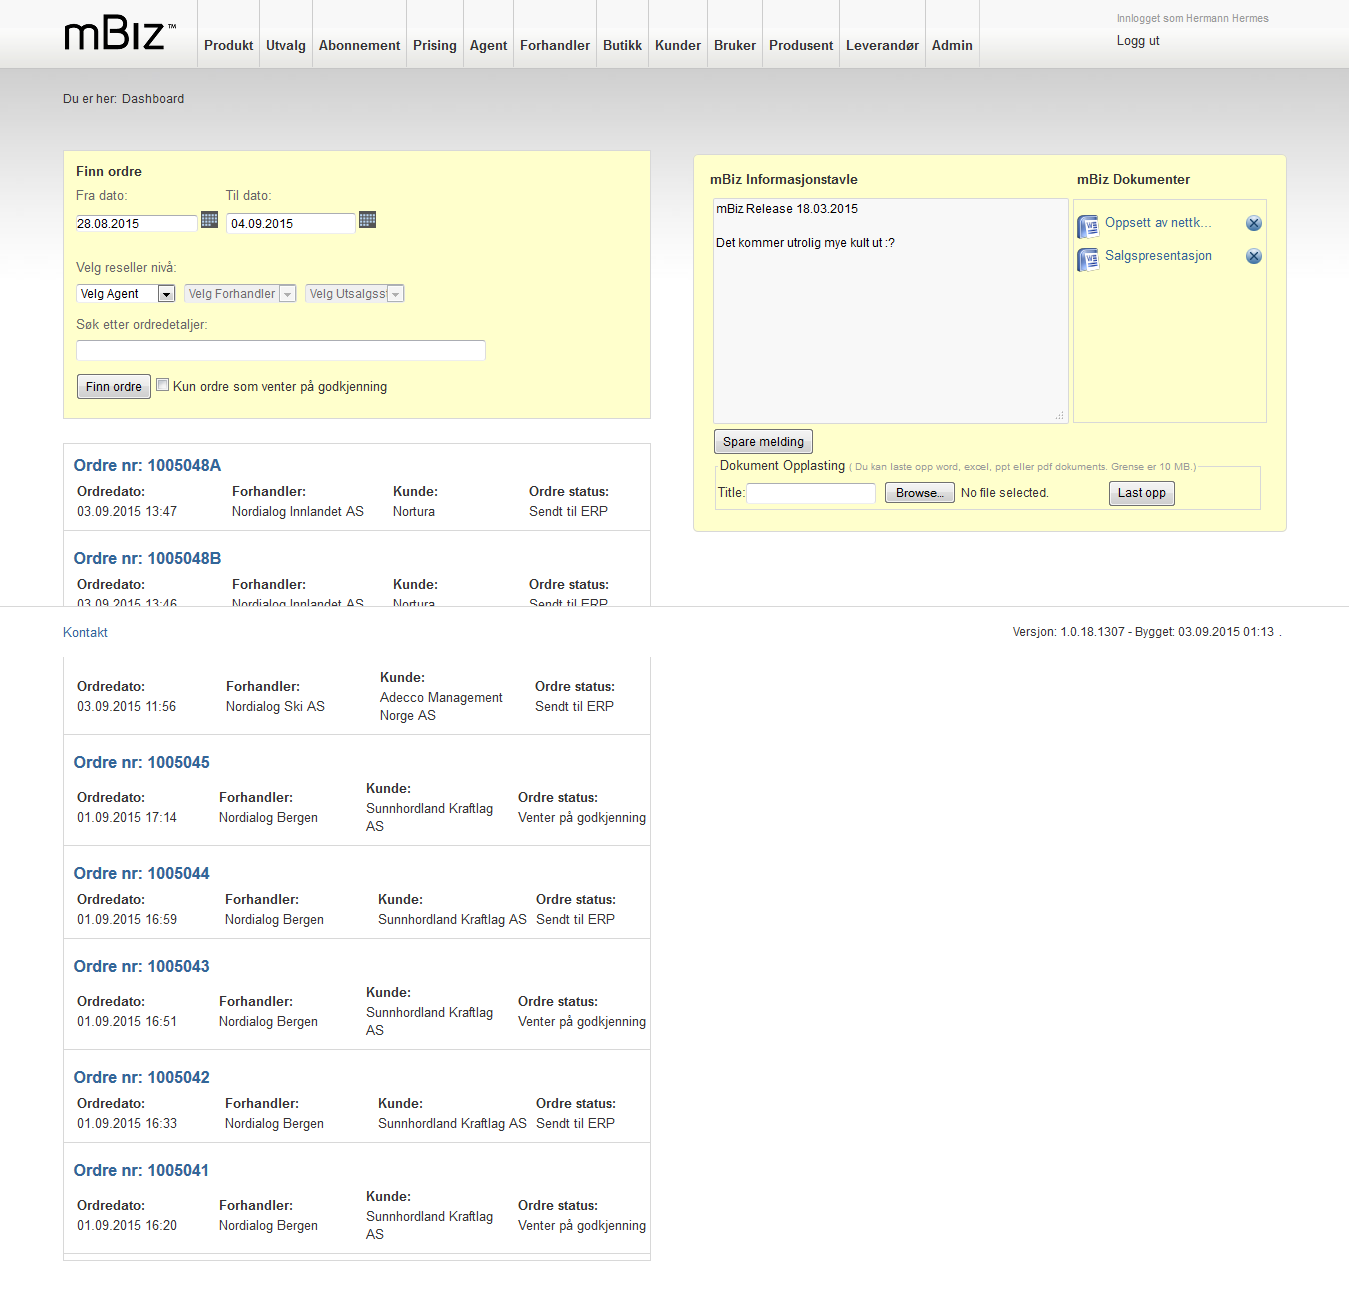 mBiz™
Produkt Utvalg Abonnement Prising Agent Forhandler Butikk Kunder Bruker Produsent Leverandør Admin
Innlogget som Hermann Hermes
Logg ut
Du er her: Dashboard
Finn ordre
Fra dato: Til dato:
28.08.2015 04.09.2015
Velg reseller nivå:
Velg Agent Velg Forhandler Velg Utsalgss
Søk etter ordredetaljer:
Finn ordre Kun ordre som venter på godkjenning
mBiz Informasjonstavle
mBiz Release 18.03.2015
Det kommer utrolig mye kult ut :?
mBiz Dokumenter
Oppsett av nettk...
Salgspresentasjon
Spare melding
Dokument Opplasting ( Du kan laste opp word, excel, ppt eller pdf dokuments. Grense er 10 MB.)
Title: Browse... No file selected. Last opp
Ordre nr: 1005048A
Ordredato: Forhandler: Kunde: Ordre status:
03.09.2015 13:47 Nordialog Innlandet AS Nortura Sendt til ERP
Ordre nr: 1005048B
Ordredato: Forhandler: Kunde: Ordre status:
03.09.2015 13:46 Nordialog Innlandet AS Nortura Sendt til ERP
Kontakt
Versjon: 1.0.18.1307 - Bygget: 03.09.2015 01:13 .
Ordredato: Forhandler: Kunde: Ordre status:
03.09.2015 11:56 Nordialog Ski AS Adecco Management Norge AS Sendt til ERP
Ordre nr: 1005045
Ordredato: Forhandler: Kunde: Ordre status:
01.09.2015 17:14 Nordialog Bergen Sunnhordland Kraftlag AS Venter på godkjenning
Ordre nr: 1005044
Ordredato: Forhandler: Kunde: Ordre status:
01.09.2015 16:59 Nordialog Bergen Sunnhordland Kraftlag AS Sendt til ERP
Ordre nr: 1005043
Ordredato: Forhandler: Kunde: Ordre status:
01.09.2015 16:51 Nordialog Bergen Sunnhordland Kraftlag AS Venter på godkjenning
Ordre nr: 1005042
Ordredato: Forhandler: Kunde: Ordre status:
01.09.2015 16:33 Nordialog Bergen Sunnhordland Kraftlag AS Sendt til ERP
Ordre nr: 1005041
Ordredato: Forhandler: Kunde: Ordre status:
01.09.2015 16:20 Nordialog Bergen Sunnhordland Kraftlag AS Venter på godkjenning